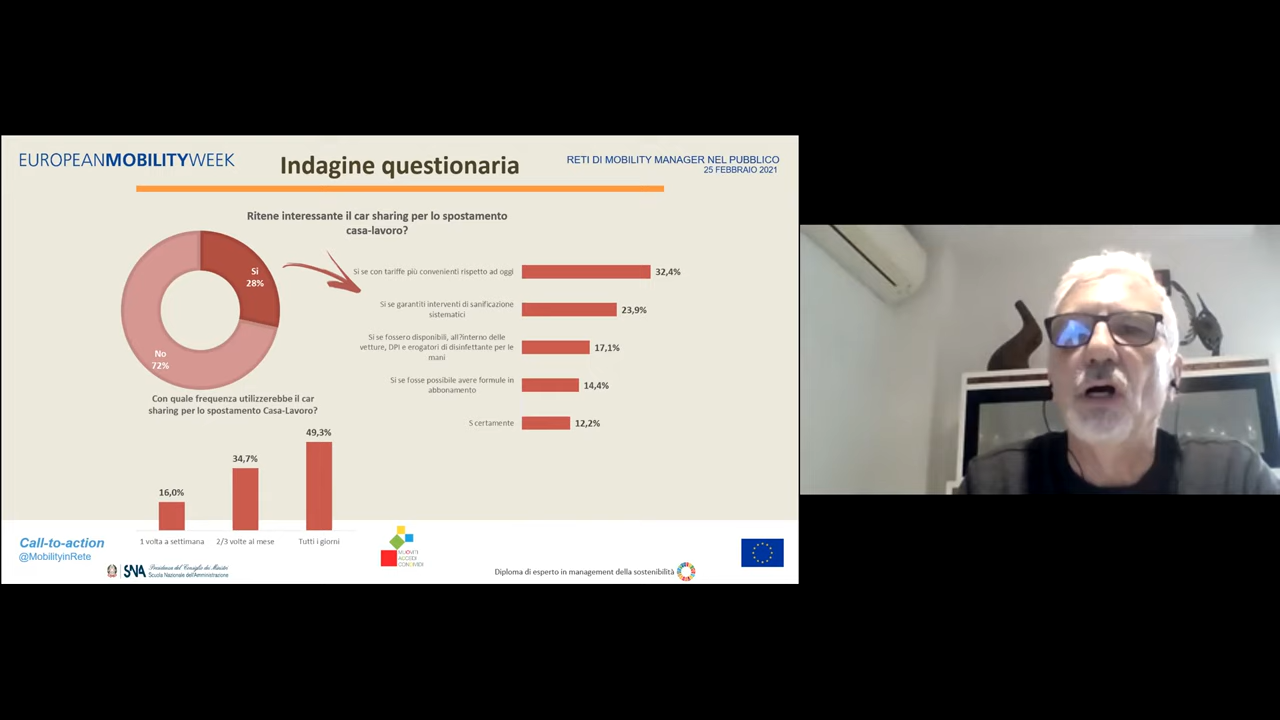 EUROPEANMOBILITYWEEK
Indagine questionaria
RETI DI MOBILITY MANAGER NEL PUBBLICO
25 FEBBRAIO 2021
Ritene interessante il car sharing per lo spostamento
casa-lavoro?
Si
28%
No
72%
Si se con tariffe più convenienti rispetto ad oggi
32,4%
Si se garantiti interventi di sanificazione
sistematici
23,9%
Si se fossero disponibili, all?interno delle
vetture, DPI e erogatori di disinfettante per le
mani
17,1%
Si se fosse possibile avere formule in
abbonamento
14,4%
S certamente
12,2%
Con quale frequenza utilizzerebbe il car
sharing per lo spostamento Casa-Lavoro?
16,0%
34,7%
49,3%
1 volta a settimana
2/3 volte al mese
Tutti i giorni
Call-to-action
@MobilityinRete
SNA
Presidenza del Consiglio dei Ministri
Scuola Nazionale dell'Amministrazione
MUOVITI
ACCEDI
CONDIVIDI
Diploma di esperto in management della sostenibilità